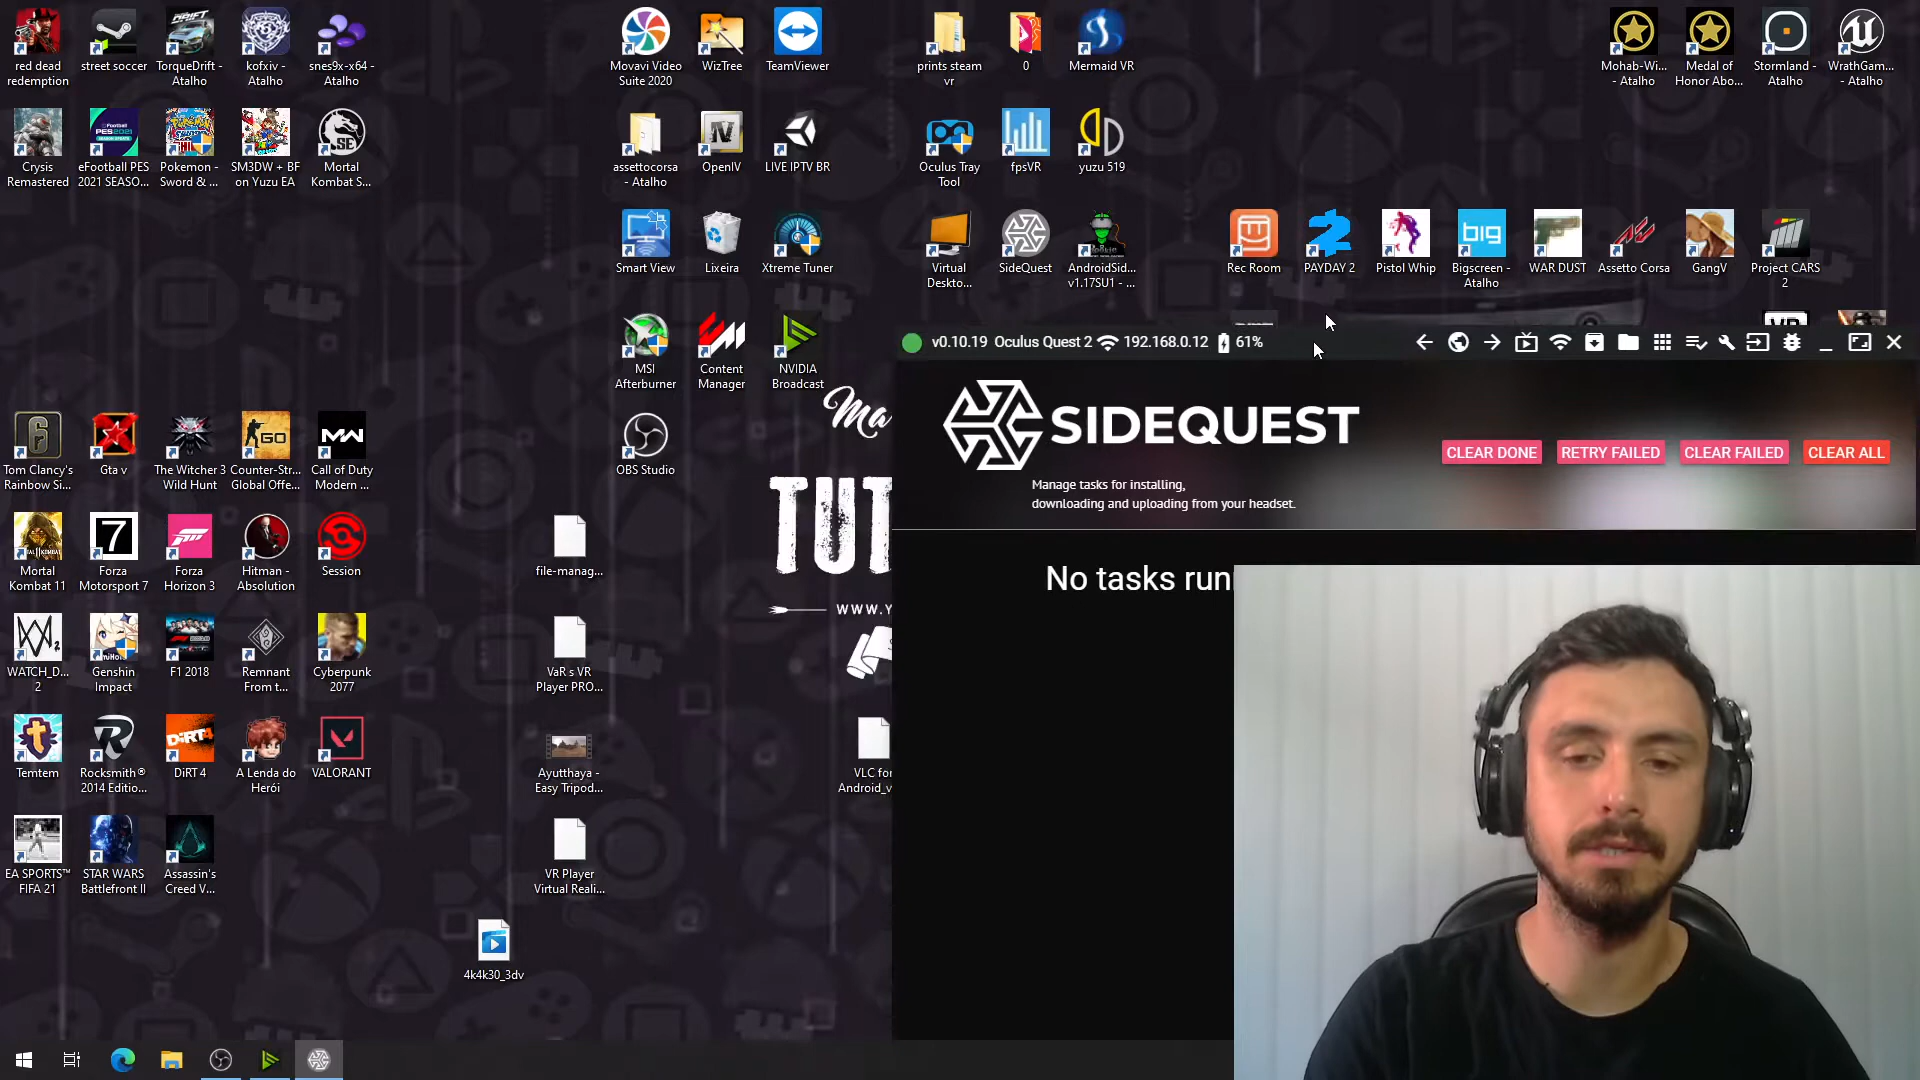 red dead
redemption
street soccer
TorqueDrift -
Atalho
kofxiv -
Atalho
snes9x-x64 -
Atalho
Movavi Video
Suite 2020
WizTree
TeamViewer
prints steam
vr
0
Mermaid VR
Mohab-Wi...
- Atalho
Medal of
Honor Abo...
Stormland -
Atalho
WrathGam...
- Atalho
Crysis
Remastered
eFootball PES
2021 SEASO...
Pokemon -
Sword & ...
SM3DW + BF
on Yuzu EA
Mortal
Kombat S...
assettocorsa
- Atalho
OpenIV
LIVE IPTV BR
Oculus Tray
Tool
fpsVR
yuzu 519
Smart View
Lixeira
Xtreme Tuner
Virtual
Deskto...
SideQuest
AndroidSid...
v1.17SU1 - ...
Rec Room
PAYDAY 2
Pistol Whip
big
Bigscreen -
Atalho
WAR DUST
Assetto Corsa
GangV
Project CARS
2
MSI
Afterburner
Content
Manager
NVIDIA
Broadcast
v0.10.19 Oculus Quest 2 192.168.0.12 61%
SIDEQUEST
Manage tasks for installing,
downloading and uploading from your headset.
CLEAR DONE
RETRY FAILED
CLEAR FAILED
CLEAR ALL
No tasks run
Ma
TUT
WWW.Y
Tom Clancy's
Rainbow Si...
Gta v
The Witcher 3
Wild Hunt
GO
Counter-Str...
Global Offe...
MW
Call of Duty
Modern ...
OBS Studio
Mortal
Kombat 11
7
Forza
Motorsport 7
Forza
Horizon 3
Hitman -
Absolution
Session
file-manag...
WATCH_D...
2
Genshin
Impact
F1 2018
Remnant
From t...
Cyberpunk
2077
VaR s VR
Player PRO...
Temtem
Rocksmith®
2014 Editio...
DiRT 4
A Lenda do
Herói
VALORANT
Ayutthaya -
Easy Tripod...
VLC for
Android_v
EA SPORTS™
FIFA 21
STAR WARS
Battlefront II
Assassin's
Creed V...
VR Player
Virtual Reali...
4k4k30_3dv